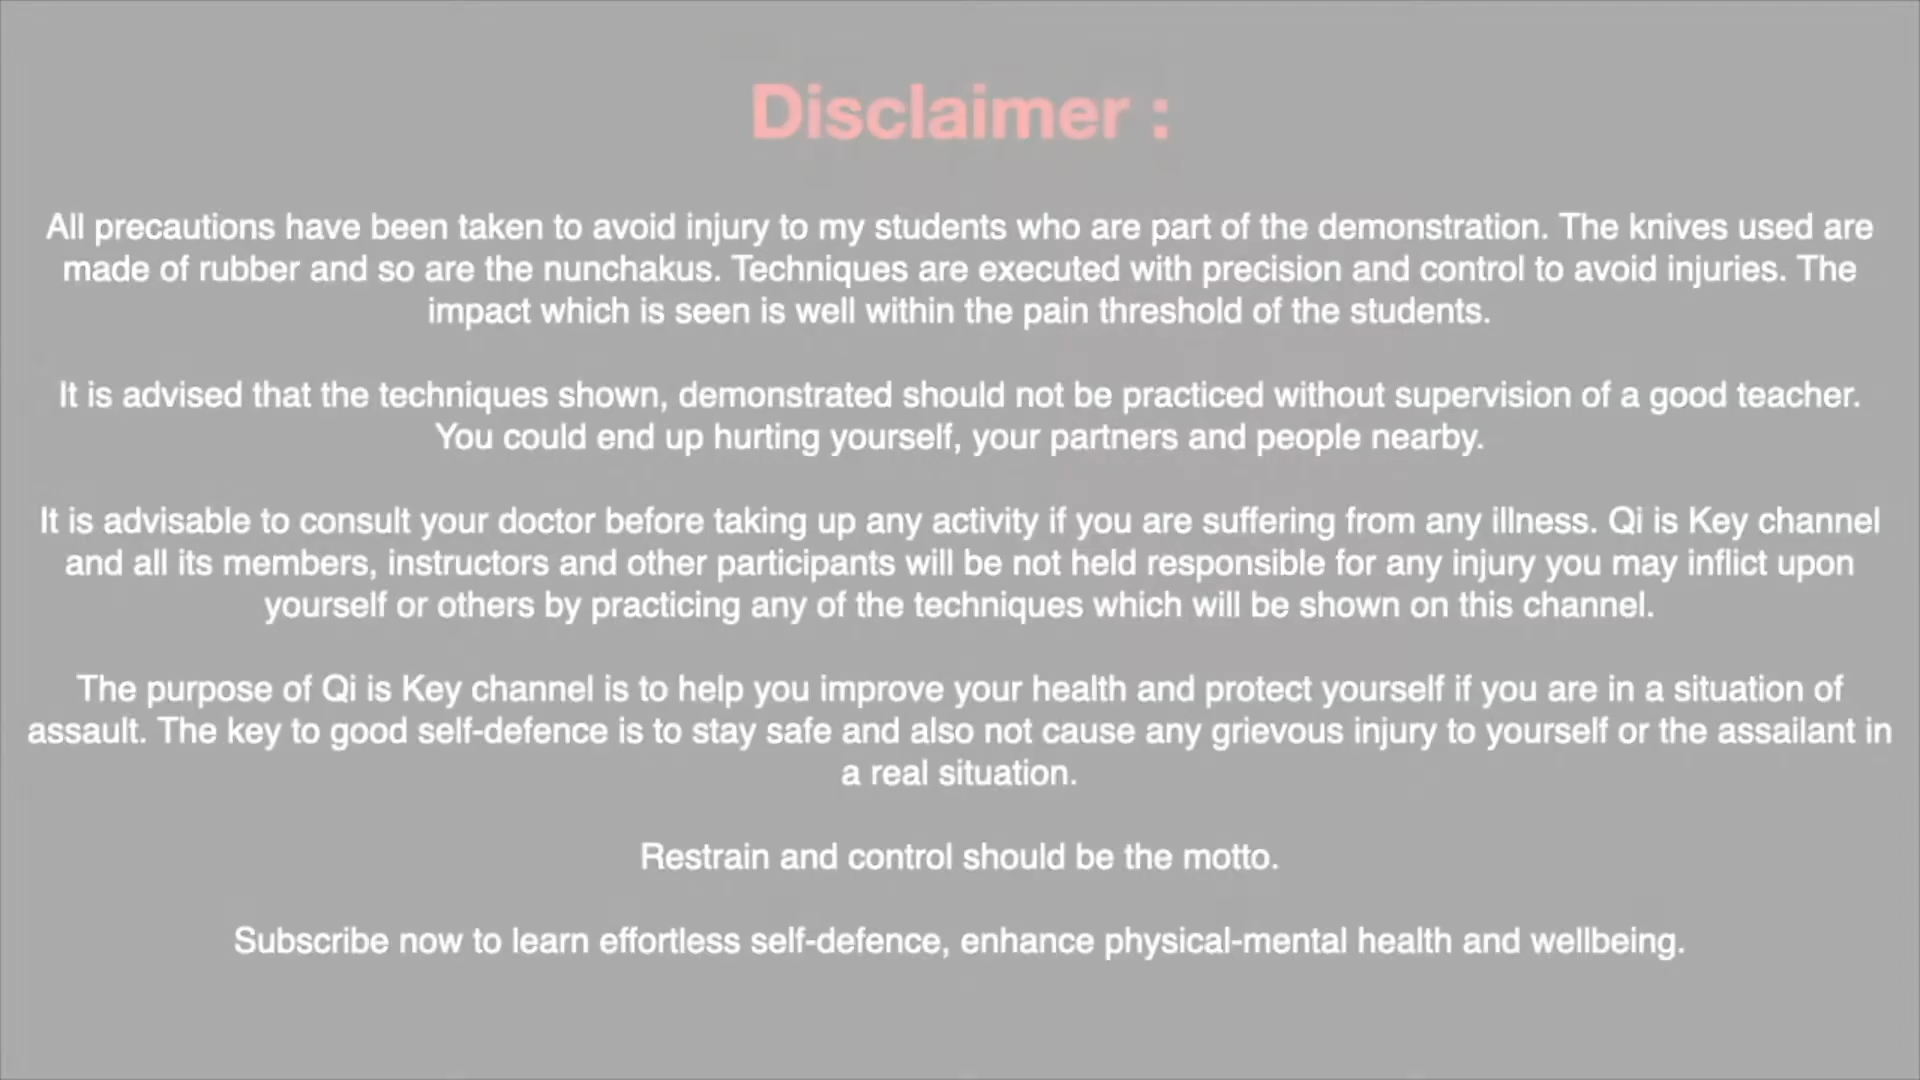 Disclaimer :
All precautions have been taken to avoid injury to my students who are part of the demonstration. The knives used are
made of rubber and so are the nunchakus. Techniques are executed with precision and control to avoid injuries. The
impact which is seen is well within the pain threshold of the students.
It is advised that the techniques shown, demonstrated should not be practiced without supervision of a good teacher.
You could end up hurting yourself, your partners and people nearby.
It is advisable to consult your doctor before taking up any activity if you are suffering from any illness. Qi is Key channel
and all its members, instructors and other participants will be not held responsible for any injury you may inflict upon
yourself or others by practicing any of the techniques which will be shown on this channel.
The purpose of Qi is Key channel is to help you improve your health and protect yourself if you are in a situation of
assault. The key to good self-defence is to stay safe and also not cause any grievous injury to yourself or the assailant in
a real situation.
Restrain and control should be the motto.
Subscribe now to learn effortless self-defence, enhance physical-mental health and wellbeing.